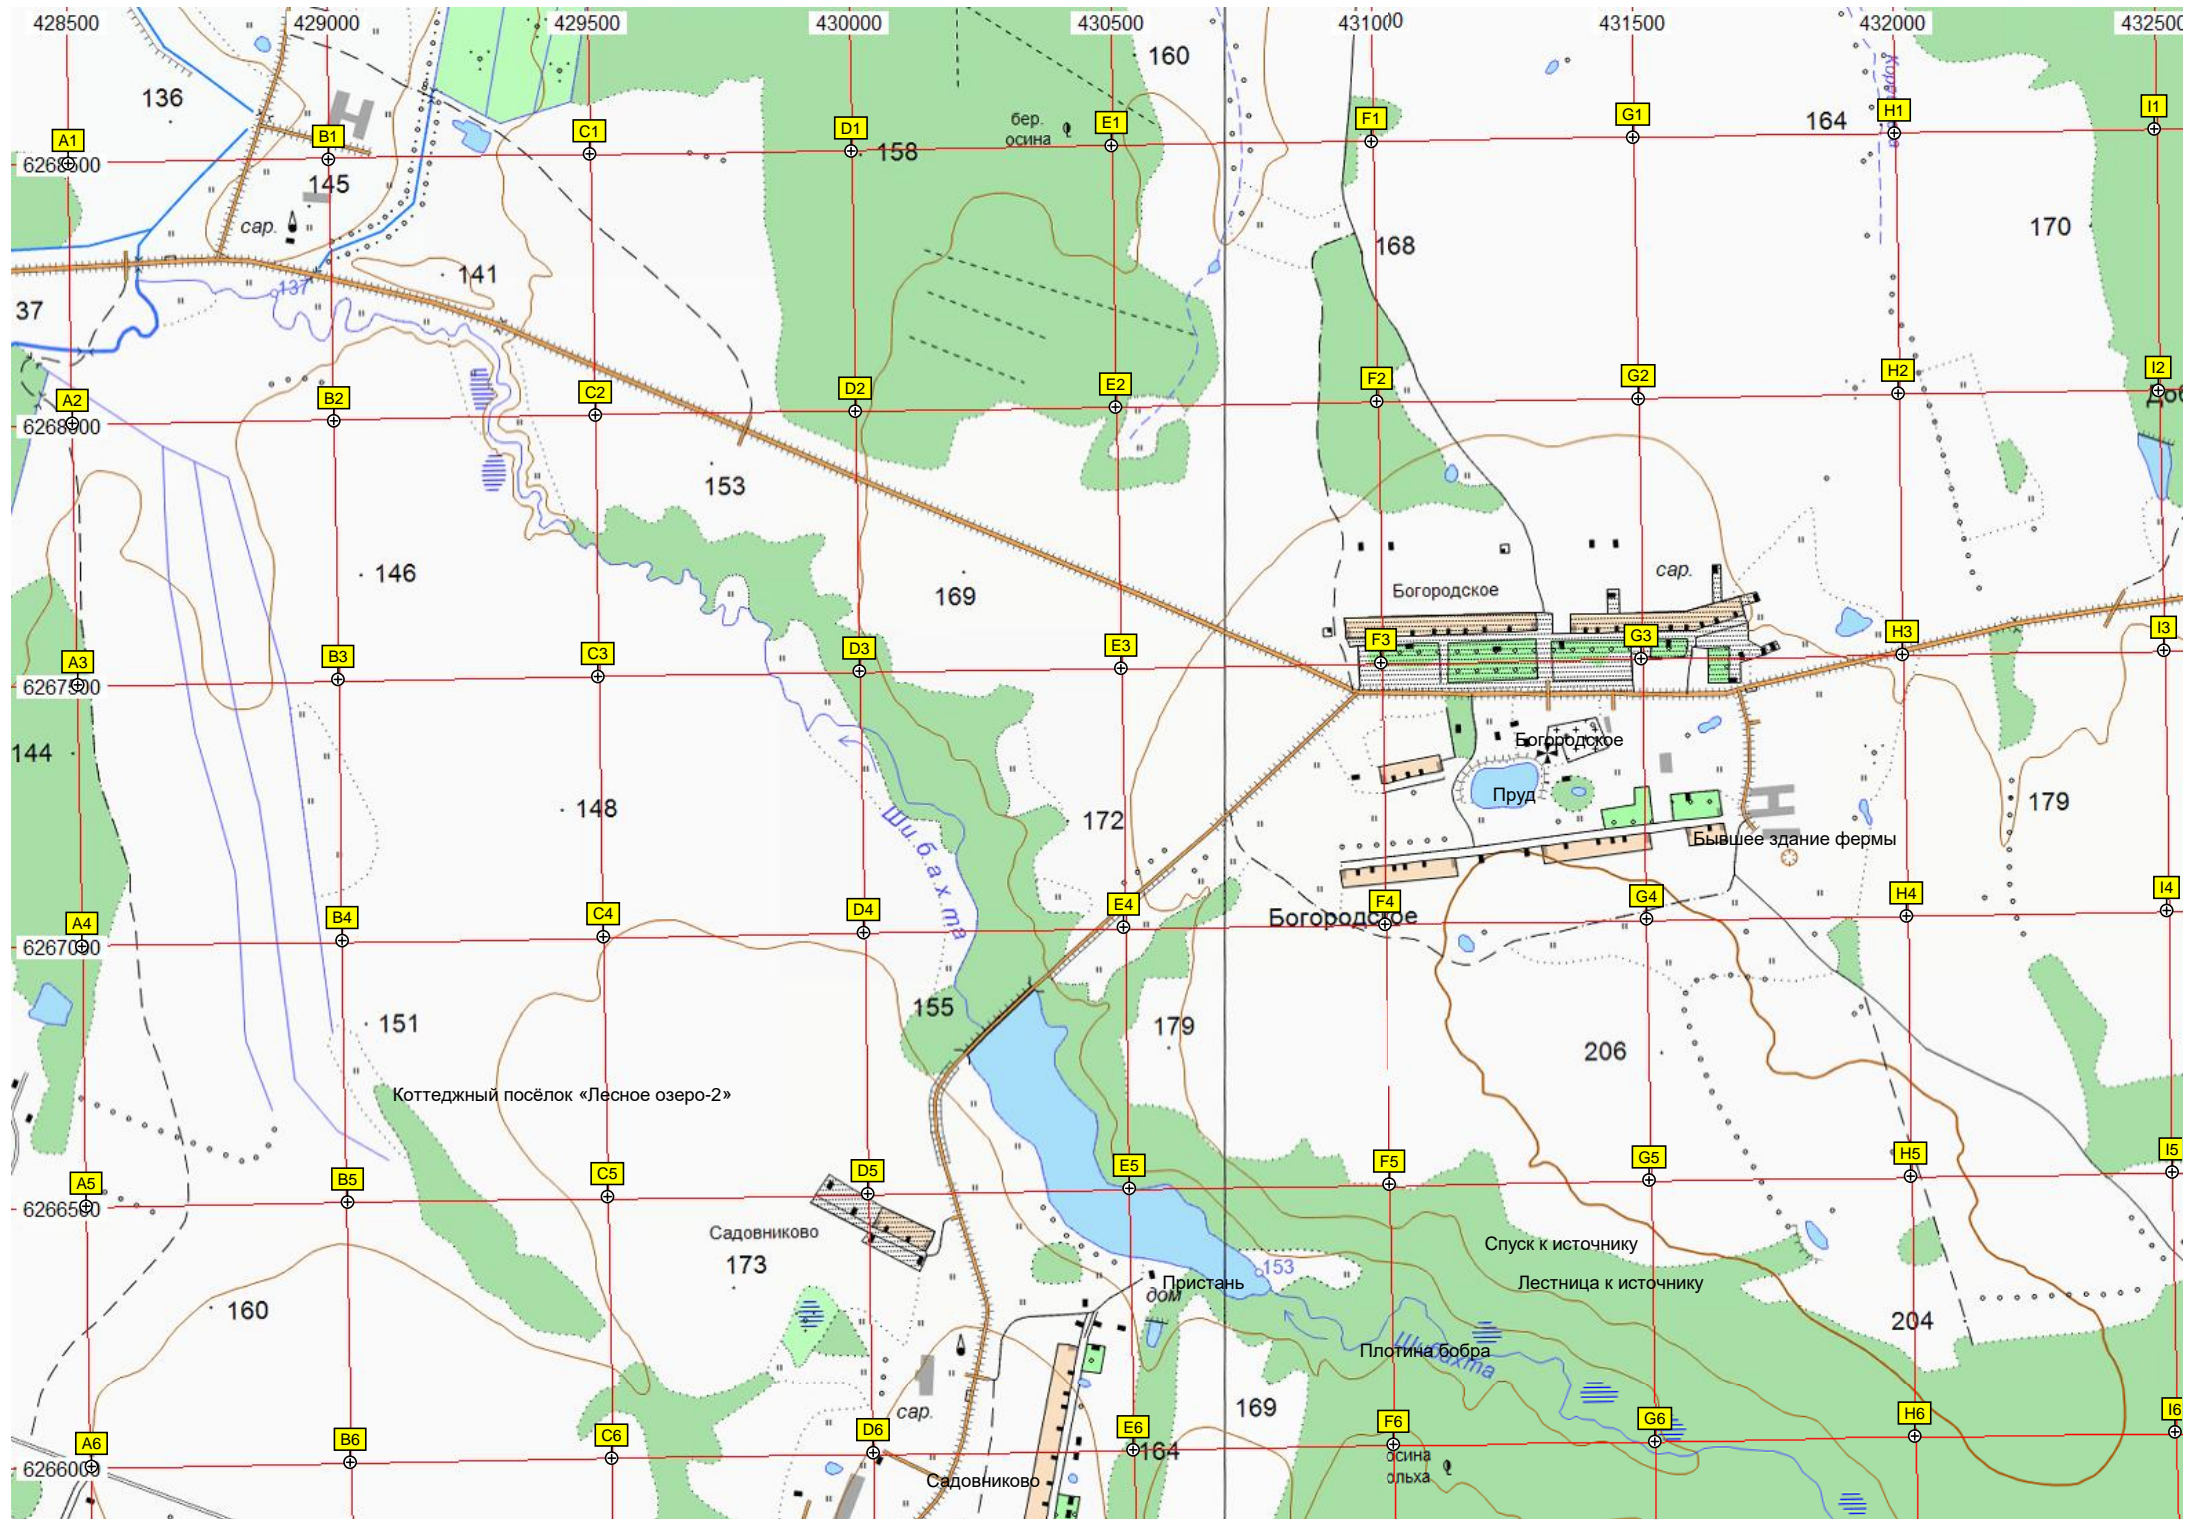 428500 429000 429500 430000 430500 431000 431500 432000 432500
160
136
бер.
осина
164
A1 B1 C1 D1 E1 F1 G1 H1 I1
6268500
158
145
сар.
168
170
141
137
37
A2 B2 C2 D2 E2 F2 G2 H2 I2
6268000
153
146
169
Богородское
сар.
A3 B3 C3 D3 E3 F3 G3 H3 I3
6267500
144
Богородское
Пруд
148
172
179
Шибахта
Бывшее здание фермы
A4 B4 C4 D4 E4 F4 G4 H4 I4
Богородское
6267000
155
151
179
206
Коттеджный посёлок «Лесное озеро-2»
A5 B5 C5 D5 E5 F5 G5 H5 I5
6266500
Садовниково
173
Спуск к источнику
153
Пристань
Лестница к источнику
дом
160
204
Плотина бобра
Шибахта
169
сар.
A6 B6 C6 D6 E6 F6 G6 H6 I6
6266000
164
осина
ольха
Садовниково